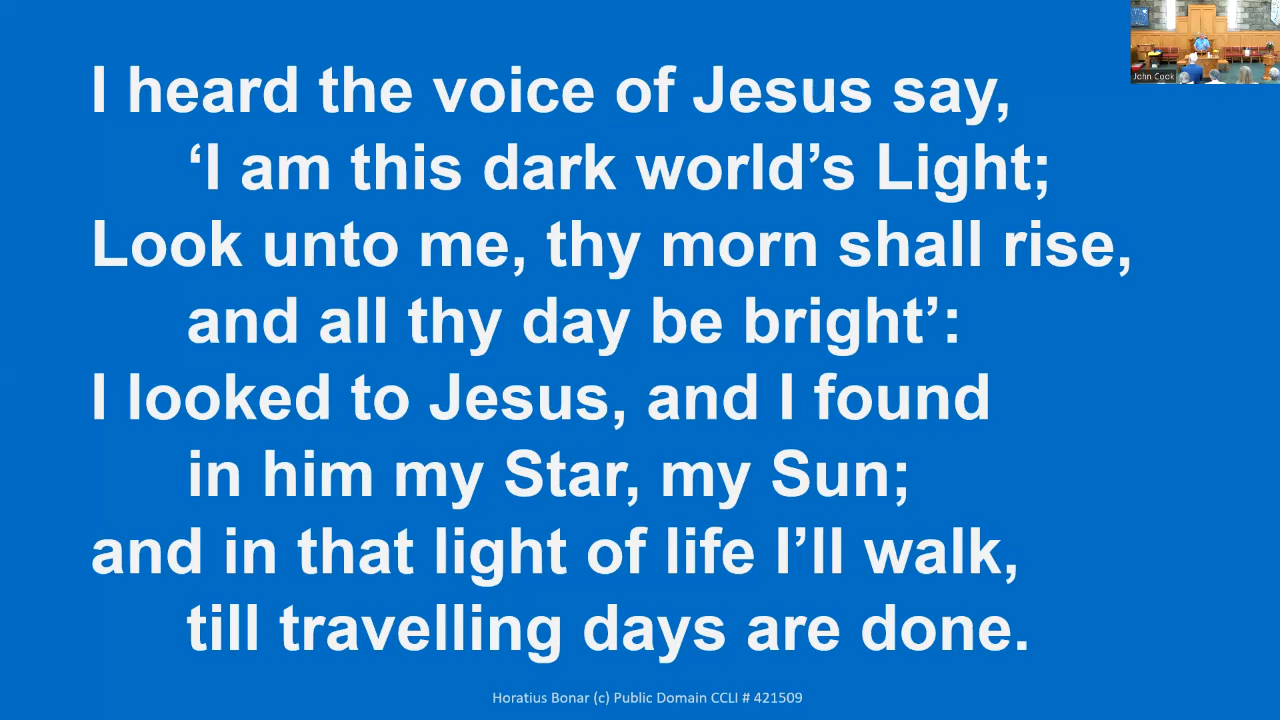 I heard the voice of Jesus say,
‘I am this dark world’s Light;
Look unto me, thy morn shall rise,
and all thy day be bright’:
I looked to Jesus, and I found
in him my Star, my Sun;
and in that light of life I’ll walk,
till travelling days are done.
Horatius Bonar (c) Public Domain CCLI # 421509
John Cook